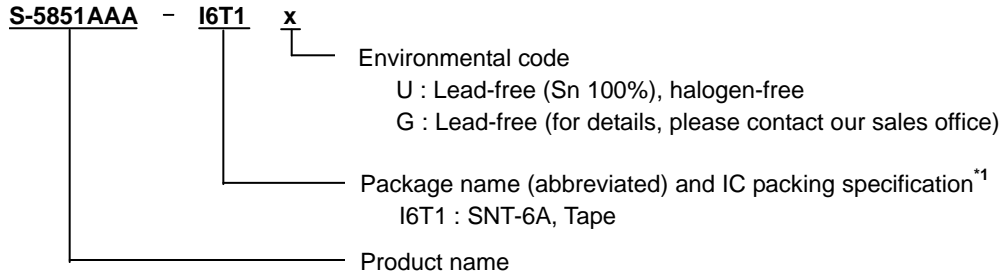 S-5851AAA - I6T1 x
Environmental code
U : Lead-free (Sn 100%), halogen-free
G : Lead-free (for details, please contact our sales office)
Package name (abbreviated) and IC packing specification*1
I6T1 : SNT-6A, Tape
Product name